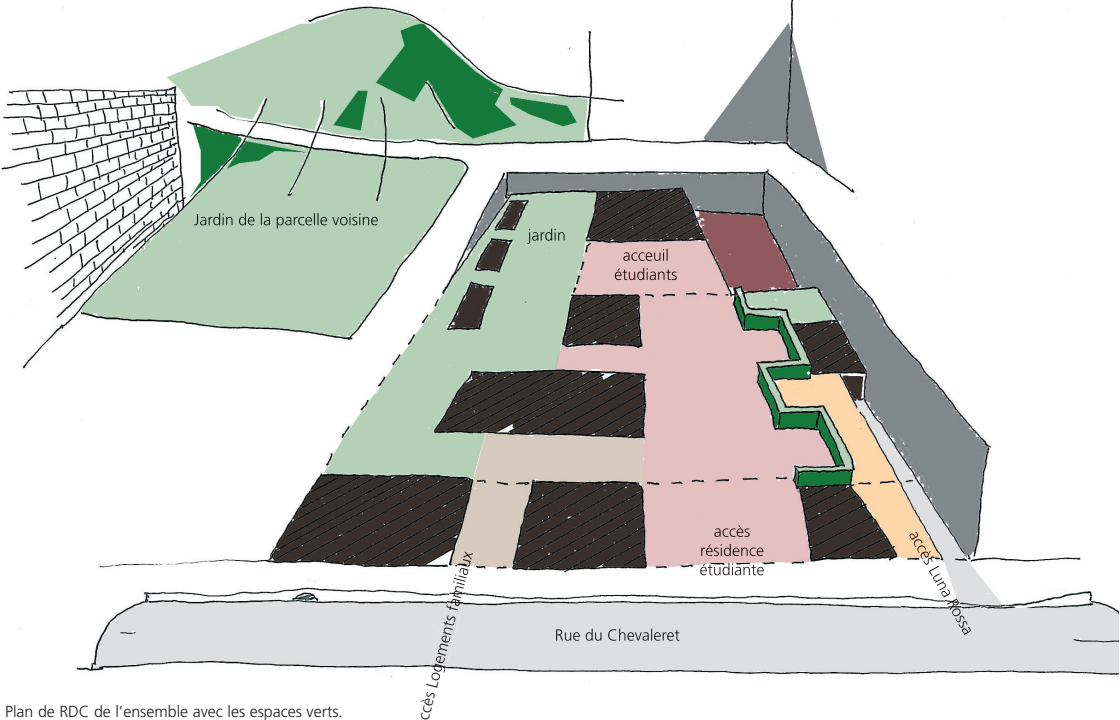 Jardin de la parcelle voisine
jardin
acceuil
étudiants
accès
résidence
étudiante
accès Luna Rossa
ccès Logements familiaux
Rue du Chevaleret
Plan de RDC de l'ensemble avec les espaces verts.